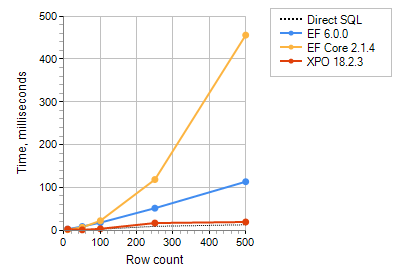 500
400
300
200
100
0
0
100
200
300
400
500
Time, milliseconds
Row count
Direct SQL
EF 6.0.0
EF Core 2.1.4
XPO 18.2.3